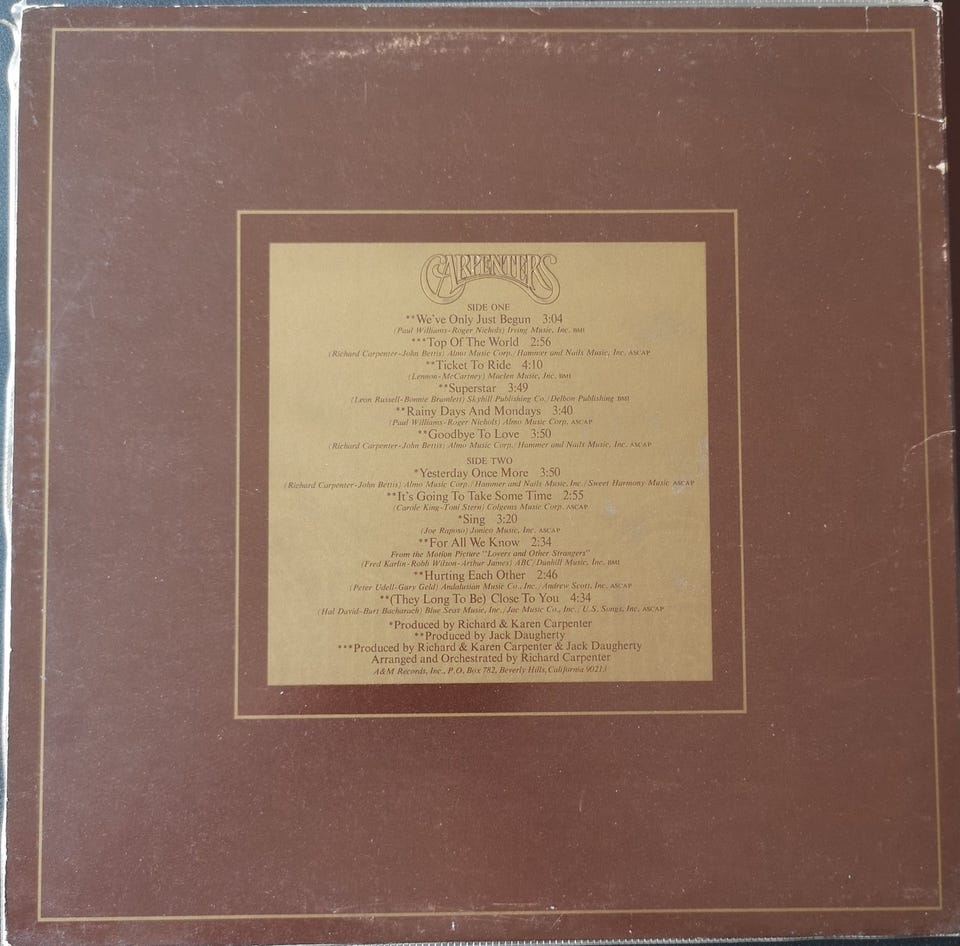 CARPENTERS
SIDE ONE
**We've Only Just Begun 3:04
(Paul Williams-Roger Nichols) Irving Music, Inc. BMI
***Top Of The World 2:56
(Richard Carpenter-John Bettis) Almo Music Corp./Hammer and Nails Music, Inc. ASCAP
**Ticket To Ride 4:10
(Lennon-McCartney) Maclen Music, Inc. BMI
**Superstar 3:49
(Leon Russell-Bonnie Bramlett) Skyhill Publishing Co./Delbon Publishing BMI
**Rainy Days And Mondays 3:40
(Paul Williams-Roger Nichols) Almo Music Corp. ASCAP
**Goodbye To Love 3:50
(Richard Carpenter-John Bettis) Almo Music Corp./Hammer and Nails Music, Inc. ASCAP
SIDE TWO
*Yesterday Once More 3:50
(Richard Carpenter-John Bettis) Almo Music Corp./Hammer and Nails Music, Inc./Sweet Harmony Music ASCAP
**It's Going To Take Some Time 2:55
(Carole King-Toni Stern) Colgems Music Corp. ASCAP
*Sing 3:20
(Joe Raposo) Jonico Music, Inc. ASCAP
**For All We Know 2:34
From the Motion Picture "Lovers and Other Strangers"
(Fred Karlin-Robb Wilson-Arthur James) ABC/Dunhill Music, Inc. BMI
**Hurting Each Other 2:46
(Peter Udell-Gary Geld) Andalusian Music Co., Inc./Andrew Scott, Inc. ASCAP
**(They Long To Be) Close To You 4:34
(Hal David-Burt Bacharach) Blue Seas Music, Inc./Jac Music Co., Inc./U.S. Songs, Inc. ASCAP
*Produced by Richard & Karen Carpenter
**Produced by Jack Daugherty
***Produced by Richard & Karen Carpenter & Jack Daugherty
Arranged and Orchestrated by Richard Carpenter
A&M Records, Inc., P.O. Box 782, Beverly Hills, California 90213